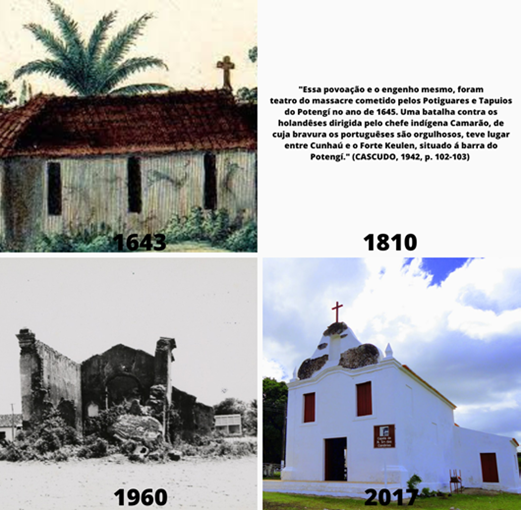 "Essa povoação e o engenho mesmo, foram
teatro do massacre cometido pelos Potiguares e Tapuios
do Potengí no ano de 1645. Uma batalha contra os
holandêses dirigida pelo chefe indígena Camarão, de
cuja bravura os portuguêses são orgulhosos, teve lugar
entre Cunhaú e o Forte Keulen, situado á barra do
Potengí." (CASCUDO, 1942, p. 102-103)
1643
1810
1960
2017